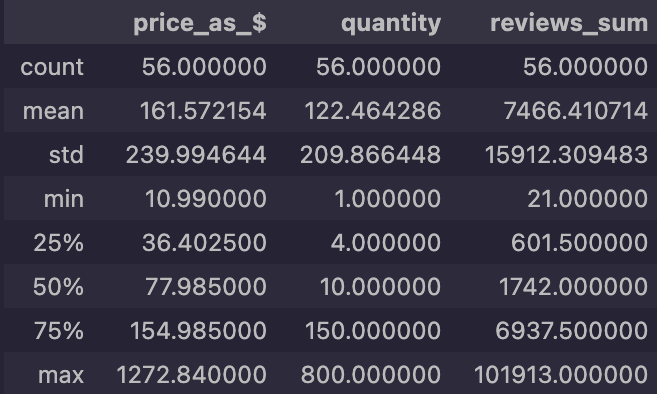 price_as_$ quantity reviews_sum
count 56.000000 56.000000 56.000000
mean 161.572154 122.464286 7466.410714
std 239.994644 209.866448 15912.309483
min 10.990000 1.000000 21.000000
25% 36.402500 4.000000 601.500000
50% 77.985000 10.000000 1742.000000
75% 154.985000 150.000000 6937.500000
max 1272.840000 800.000000 101913.000000